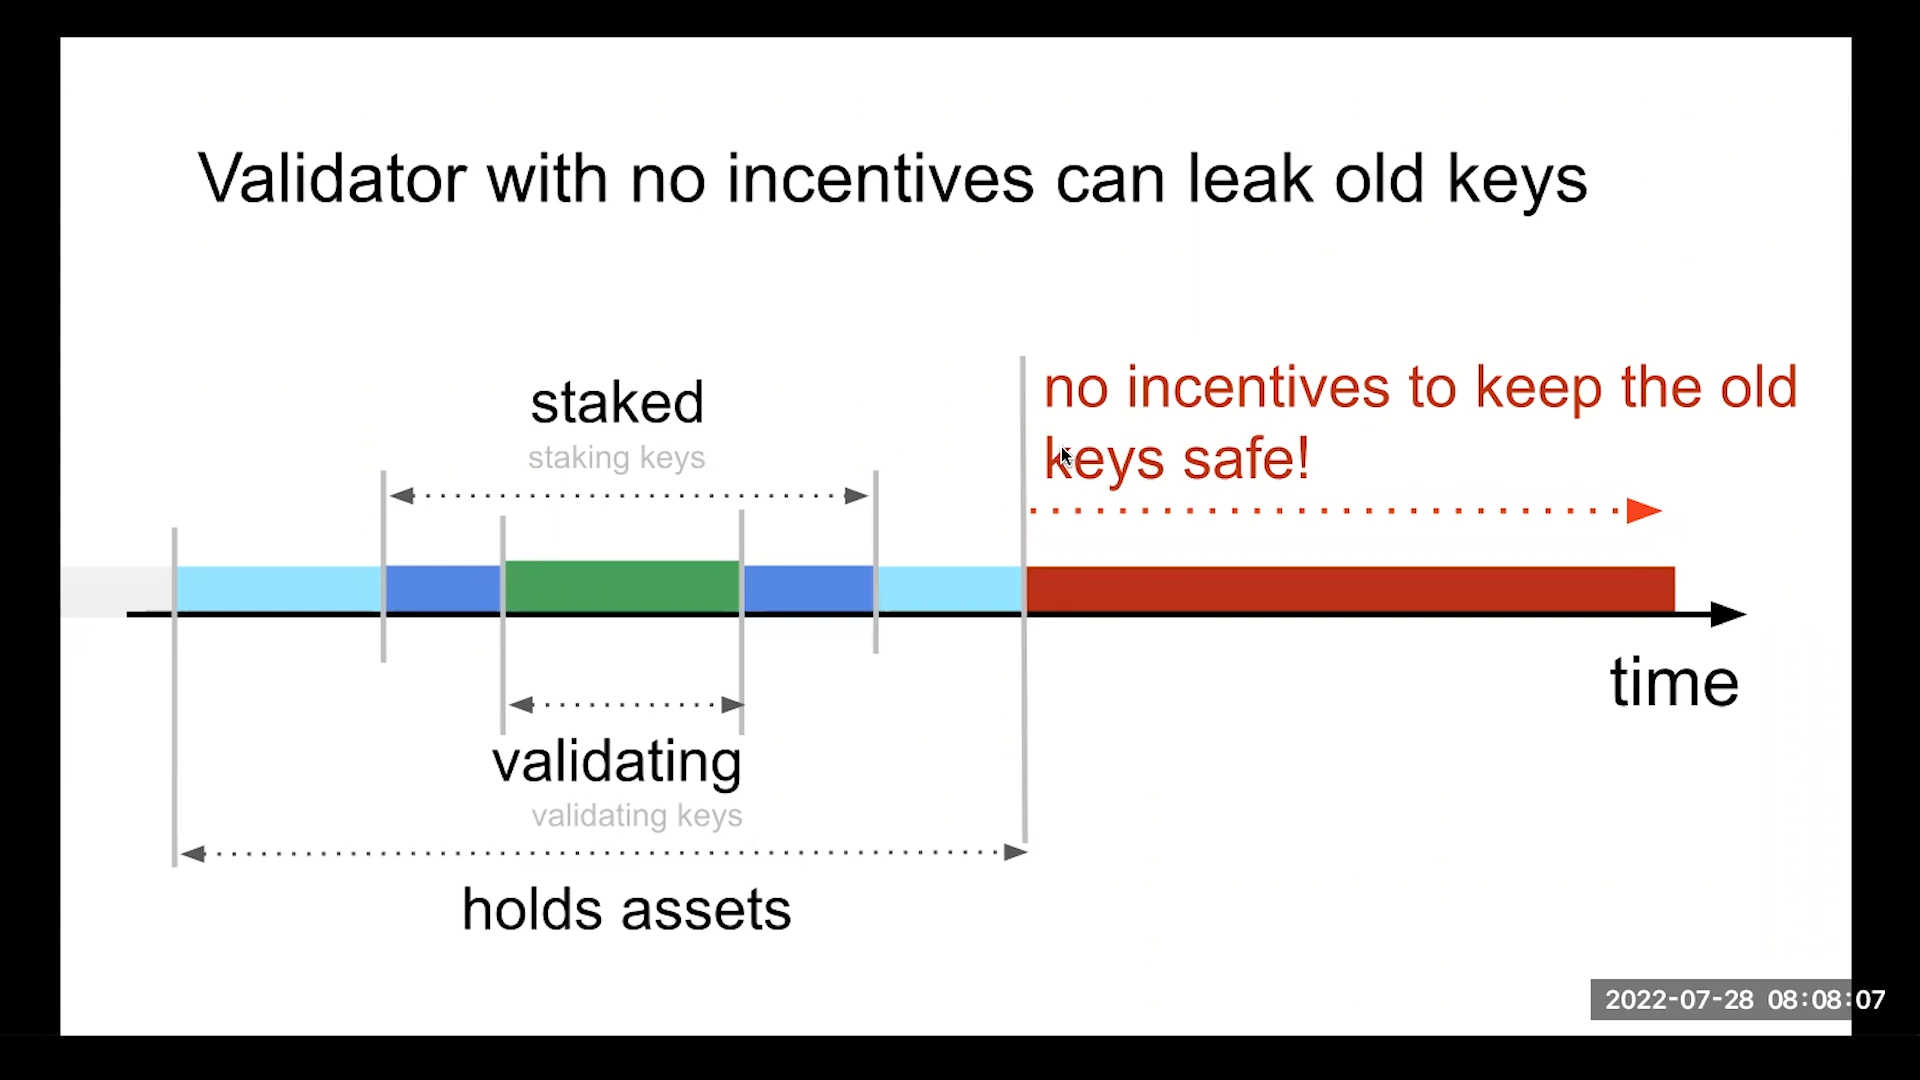 Validator with no incentives can leak old keys
staked
staking keys
no incentives to keep the old
keys safe!
time
validating
validating keys
holds assets
2022-07-28 08:08:07